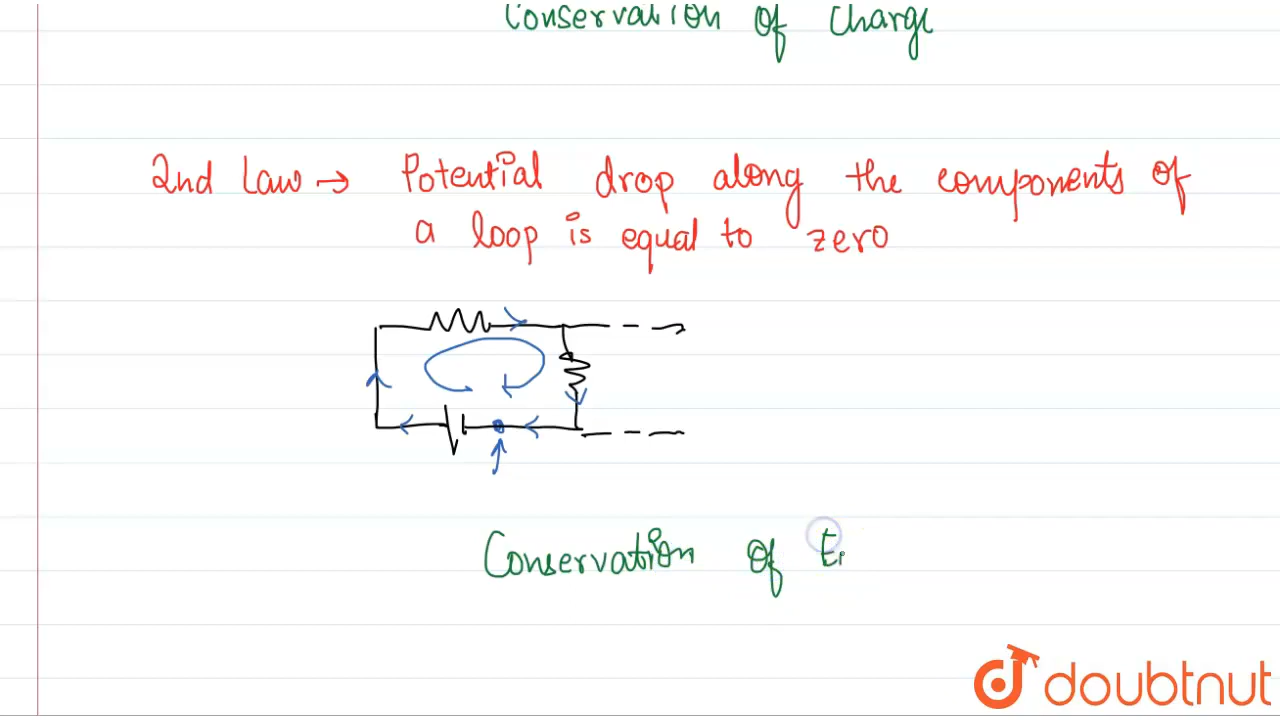 Conservation of Charge
2nd Law → Potential drop along the components of
a loop is equal to zero
Conservation of En
doubtnut